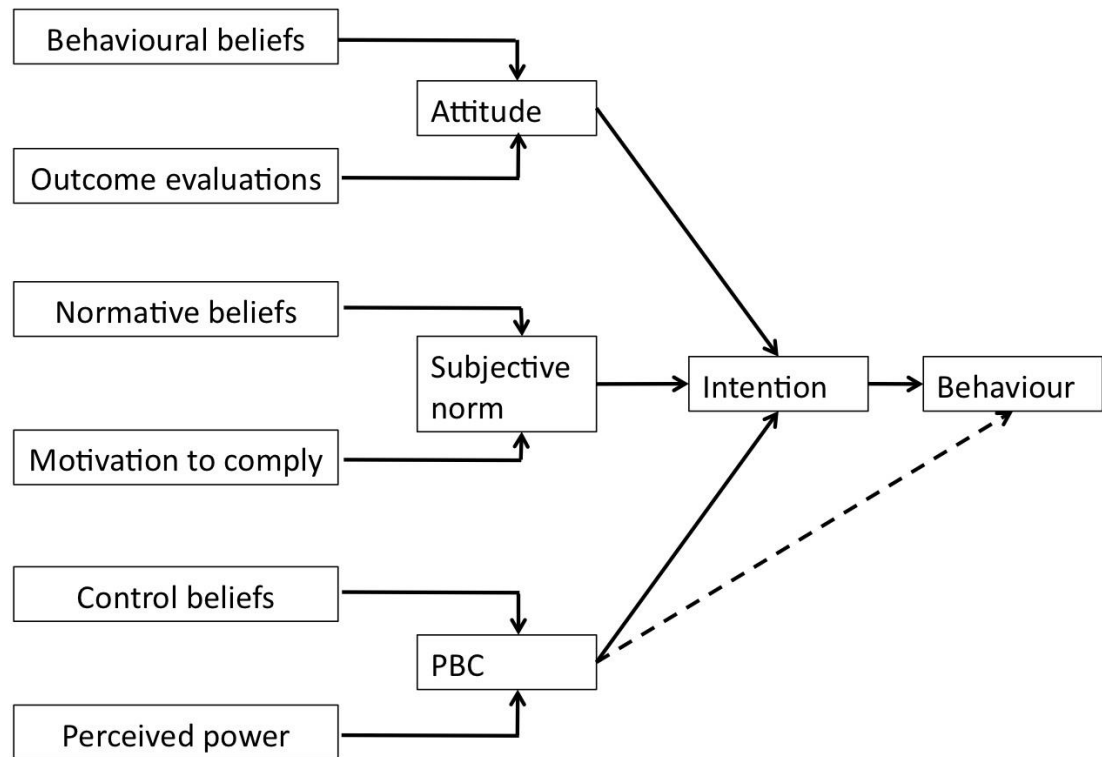 Behavioural beliefs
Attitude
Outcome evaluations
Normative beliefs
Subjective
norm
Intention
Behaviour
Motivation to comply
Control beliefs
PBC
Perceived power